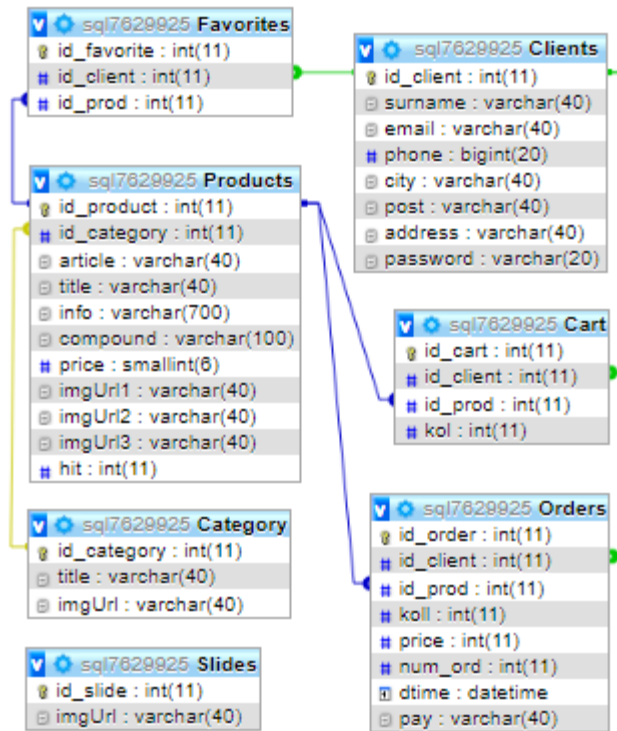 sql7629925 Favorites
id_favorite : int(11)
id_client : int(11)
id_prod : int(11)
sql7629925 Clients
id_client : int(11)
surname : varchar(40)
email : varchar(40)
phone : bigint(20)
city : varchar(40)
post : varchar(40)
address : varchar(40)
password : varchar(20)
sql7629925 Products
id_product : int(11)
id_category : int(11)
article : varchar(40)
title : varchar(40)
info : varchar(700)
compound : varchar(100)
price : smallint(6)
imgUrl1 : varchar(40)
imgUrl2 : varchar(40)
imgUrl3 : varchar(40)
hit : int(11)
sql7629925 Cart
id_cart : int(11)
id_client : int(11)
id_prod : int(11)
kol : int(11)
sql7629925 Category
id_category : int(11)
title : varchar(40)
imgUrl : varchar(40)
sql7629925 Orders
id_order : int(11)
id_client : int(11)
id_prod : int(11)
koll : int(11)
price : int(11)
num_ord : int(11)
dtime : datetime
pay : varchar(40)
sql7629925 Slides
id_slide : int(11)
imgUrl : varchar(40)